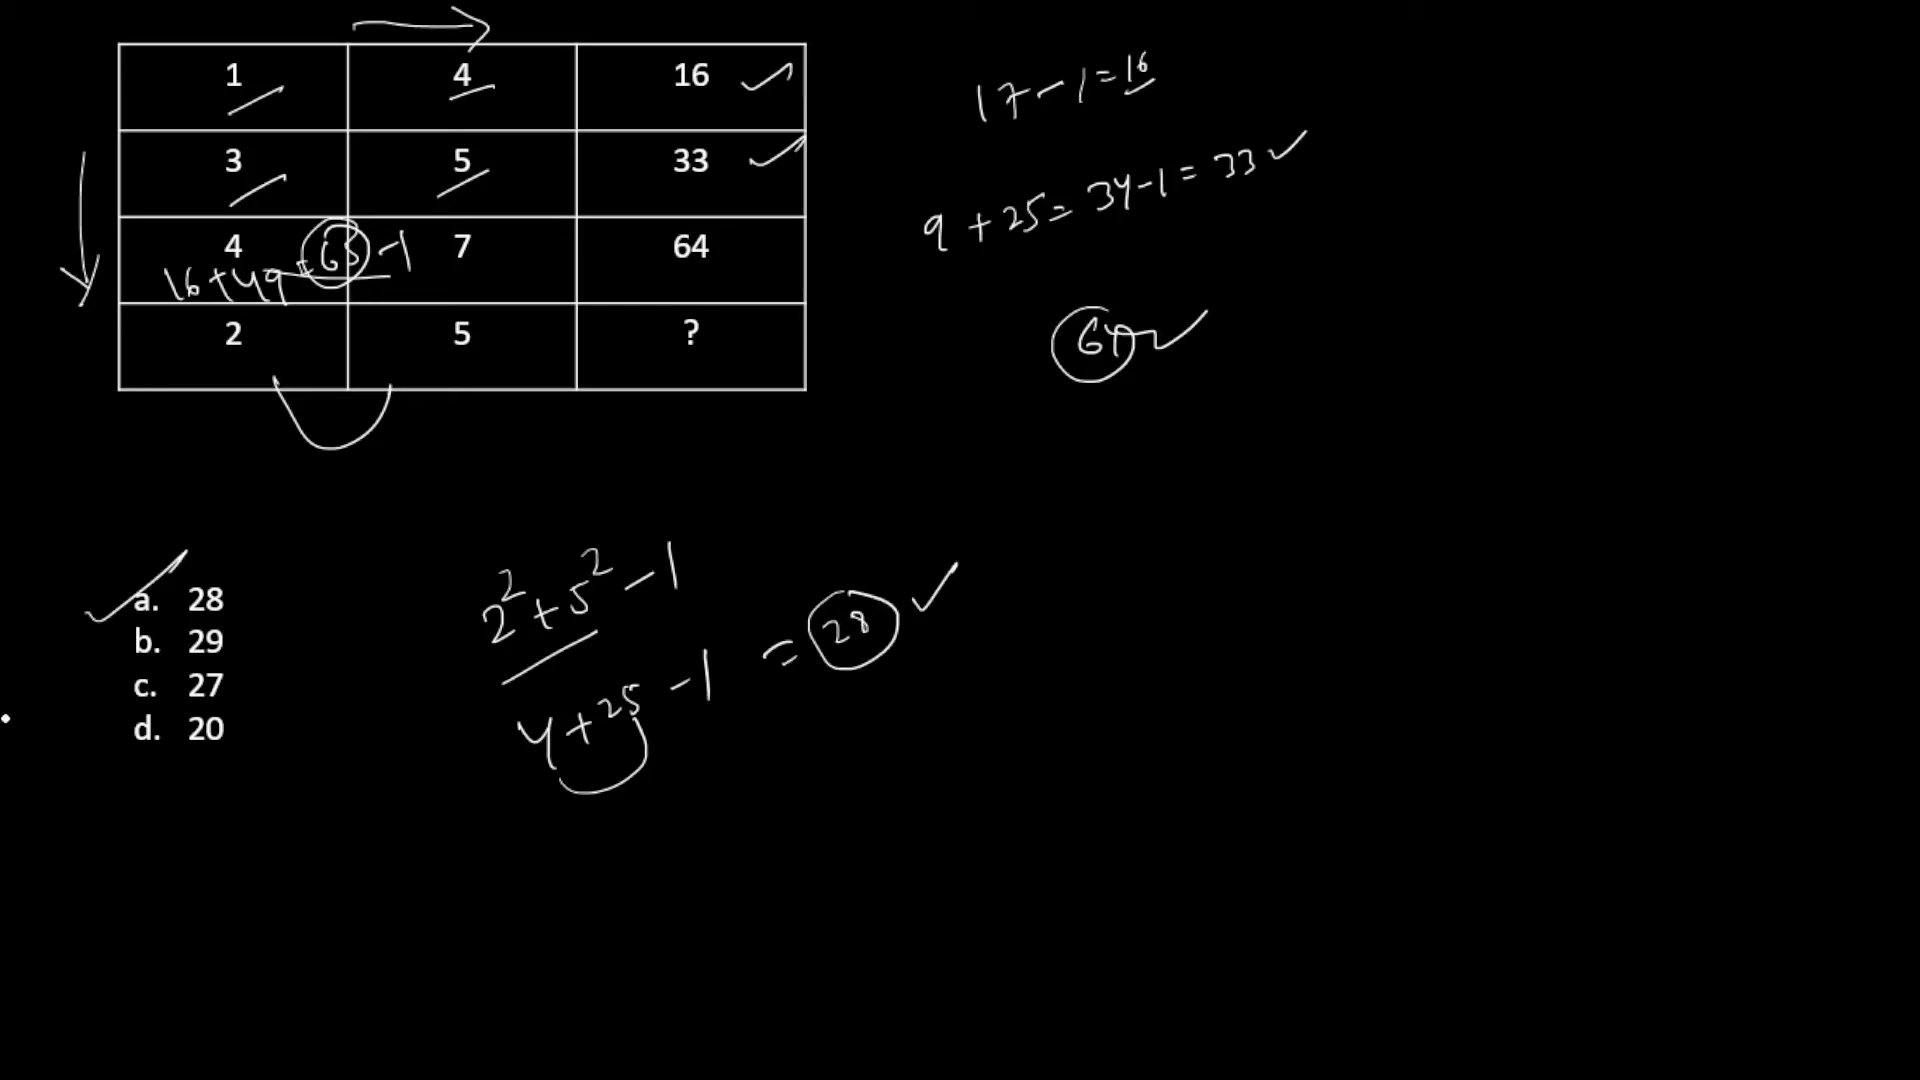 1 4 16
3 5 33
4 7 64
16+49=65-1
2 5 ?
17-1=16
9+25=34-1=33
64
a. 28
b. 29
c. 27
d. 20
2²+5²-1
4+25-1 = 28